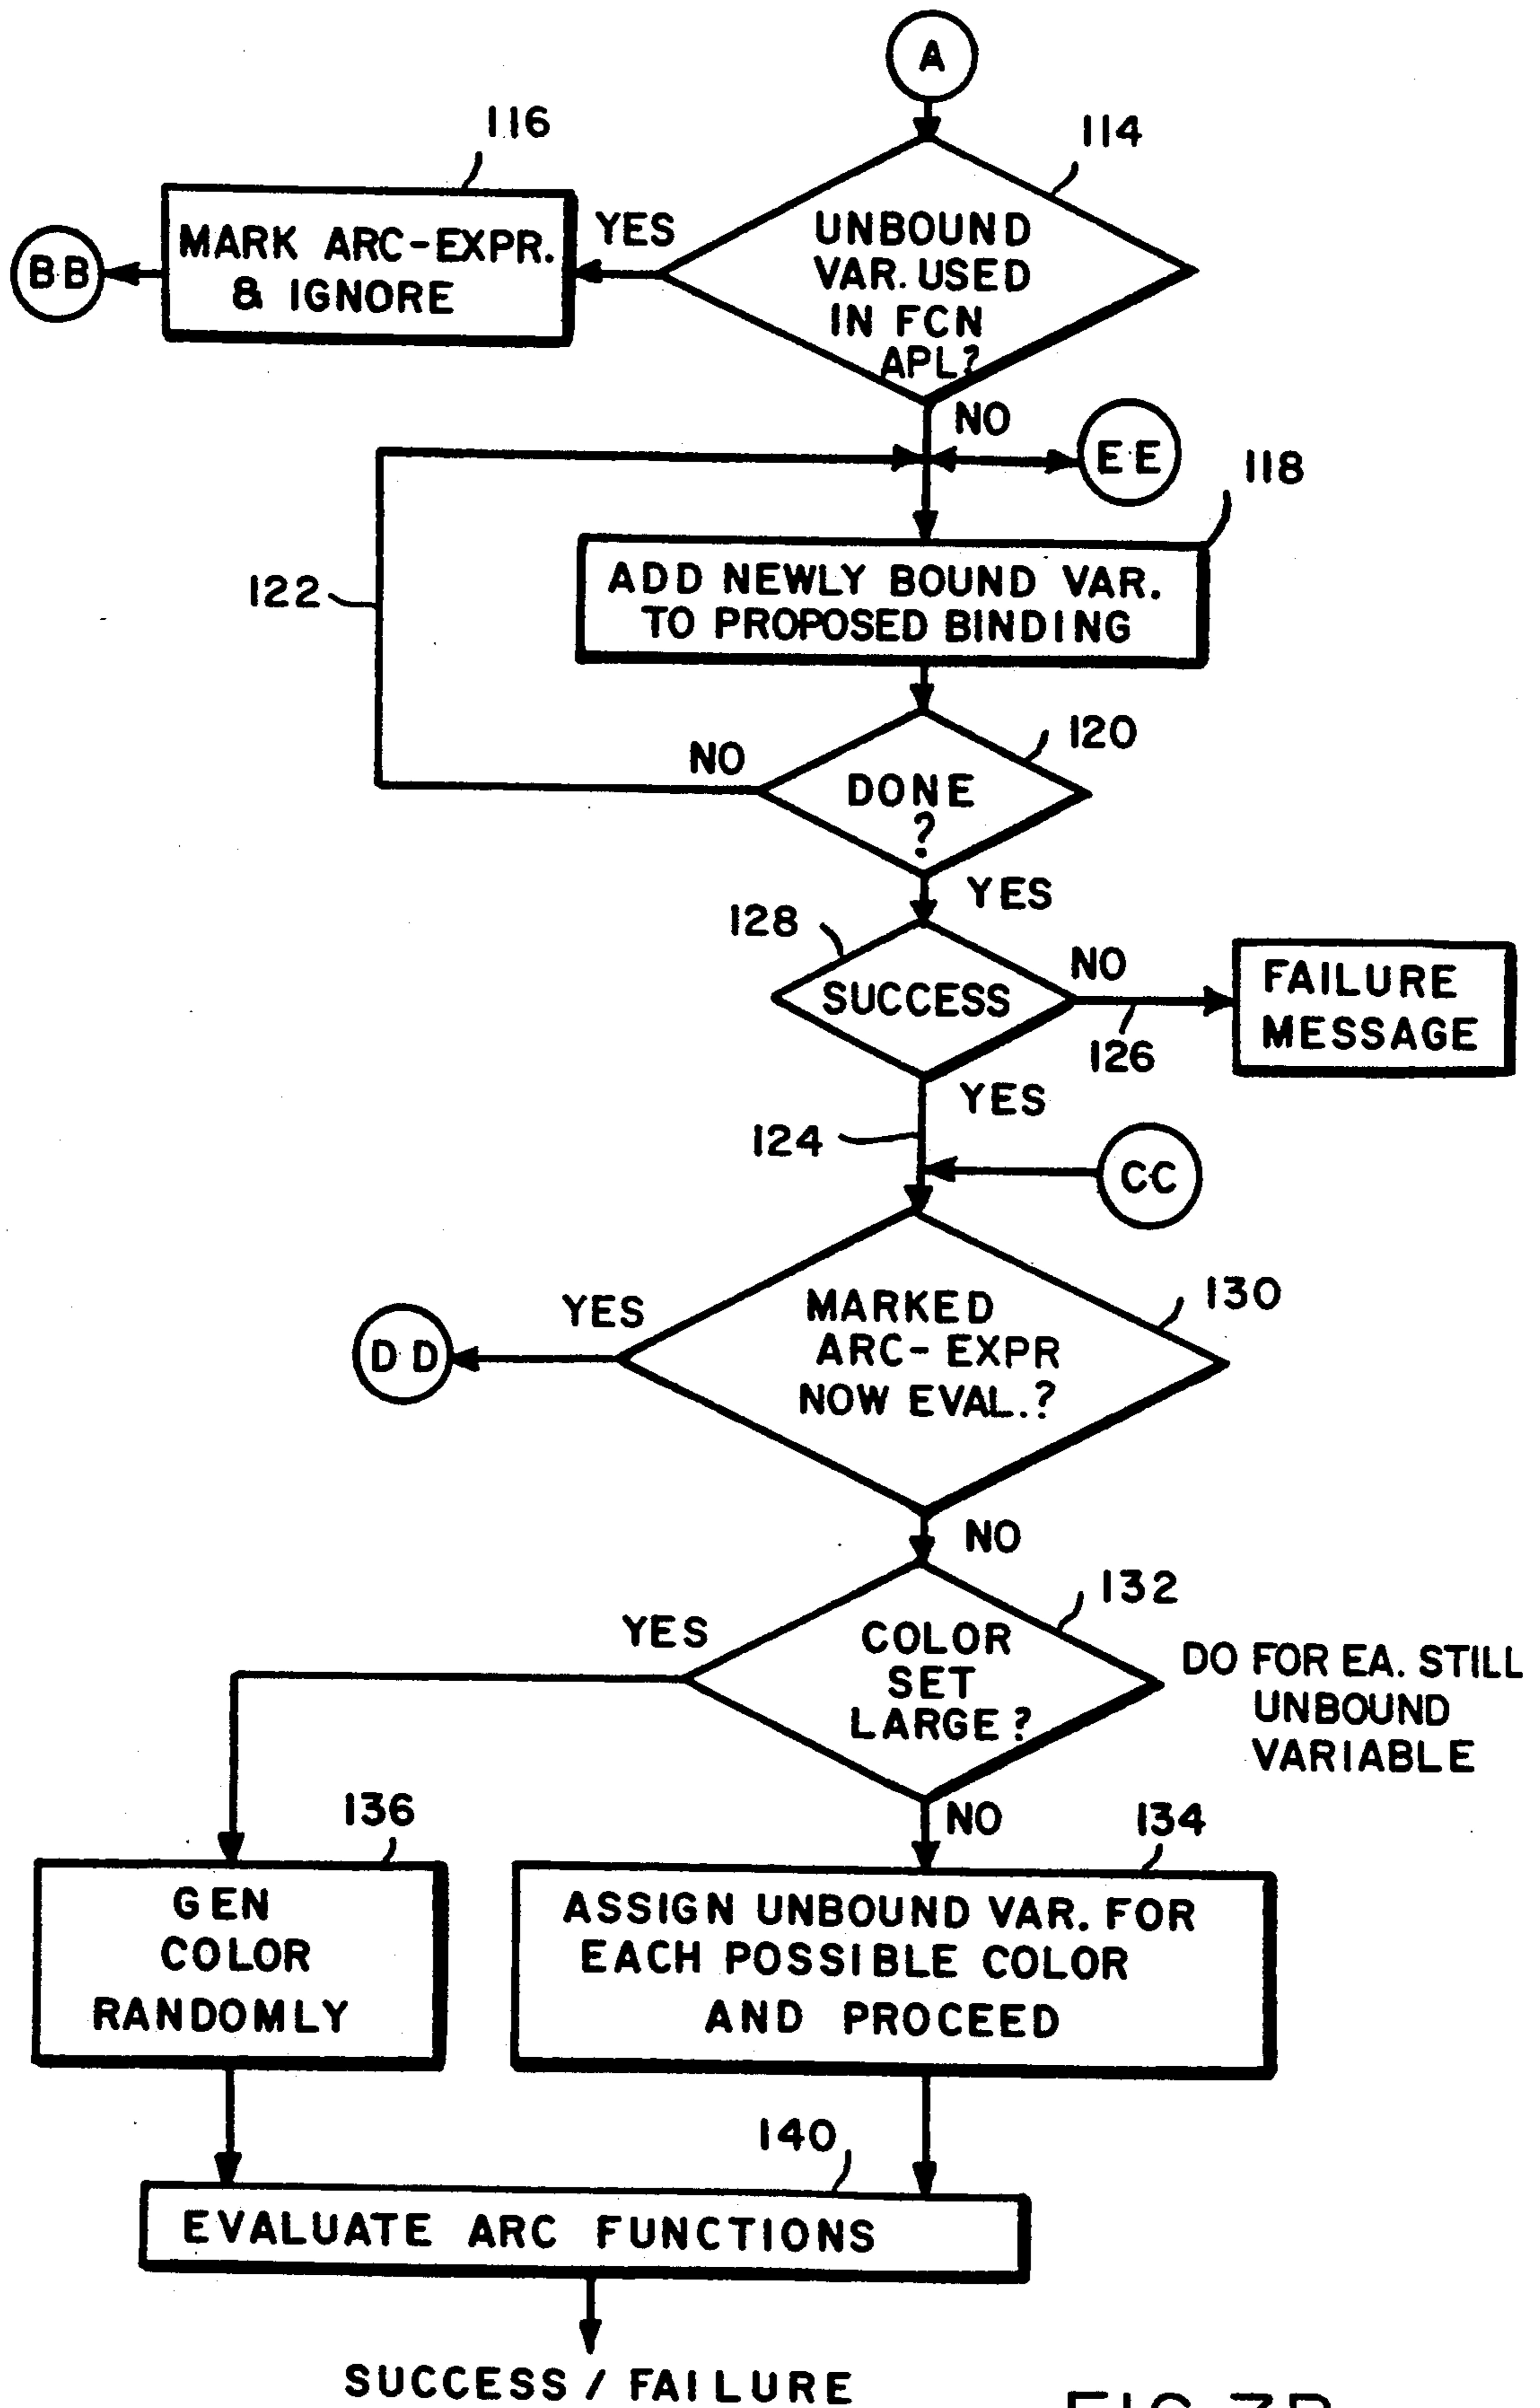 A
116
114
UNBOUND
VAR. USED
IN FCN
APL?
YES
MARK ARC-EXPR.
& IGNORE
BB
NO
EE
118
ADD NEWLY BOUND VAR.
TO PROPOSED BINDING
122
120
NO
DONE
?
YES
128
SUCCESS
NO
126
FAILURE
MESSAGE
YES
124
CC
130
MARKED
ARC-EXPR
NOW EVAL.?
YES
DD
NO
132
COLOR
SET
LARGE?
YES
DO FOR EA. STILL
UNBOUND
VARIABLE
NO
136
134
GEN
COLOR
RANDOMLY
ASSIGN UNBOUND VAR. FOR
EACH POSSIBLE COLOR
AND PROCEED
140
EVALUATE ARC FUNCTIONS
SUCCESS / FAILURE